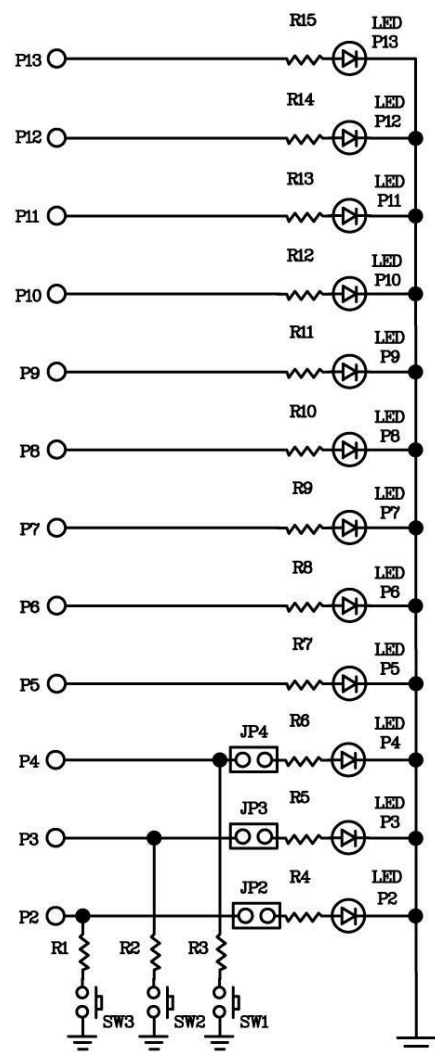 R15 LED
P13 P13
R14 LED
P12 P12
R13 LED
P11 P11
R12 LED
P10 P10
R11 LED
P9 P9
R10 LED
P8 P8
R9 LED
P7 P7
R8 LED
P6 P6
R7 LED
P5 P5
JP4 R6 LED
P4 P4
JP3 R5 LED
P3 P3
JP2 R4 LED
P2 P2
R1 R2 R3
SW3 SW2 SW1